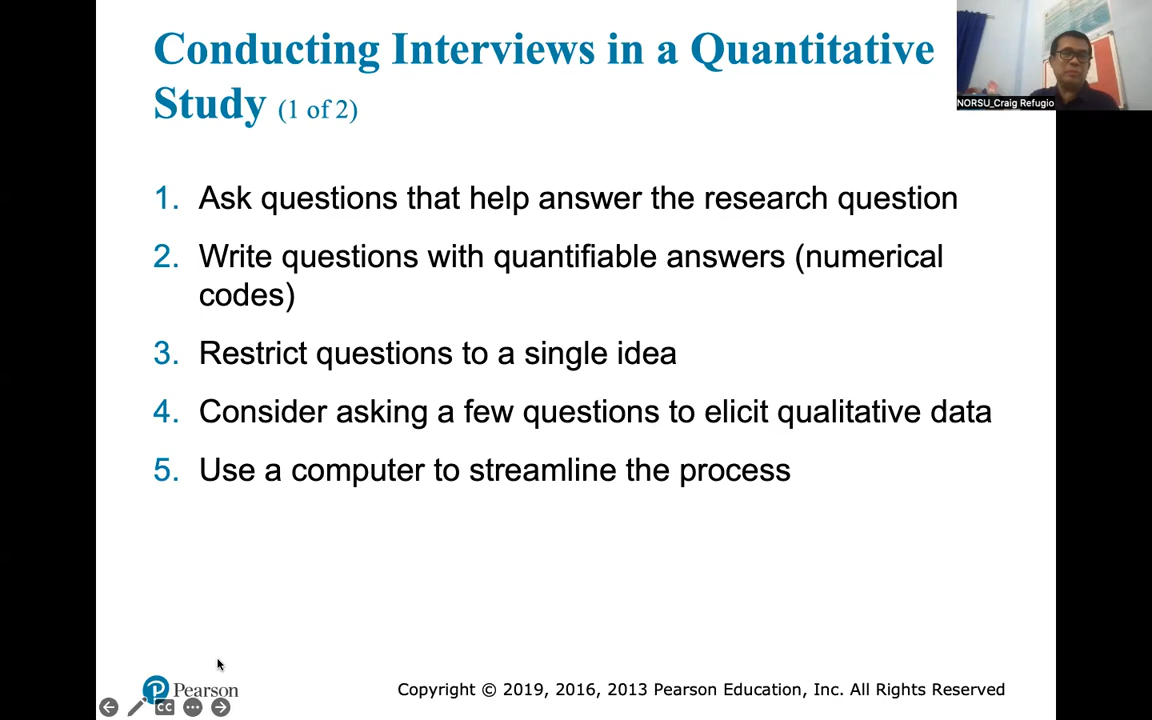 Conducting Interviews in a Quantitative
Study (1 of 2)
NORSU_Craig Refugio
1. Ask questions that help answer the research question
2. Write questions with quantifiable answers (numerical
codes)
3. Restrict questions to a single idea
4. Consider asking a few questions to elicit qualitative data
5. Use a computer to streamline the process
P Pearson
Copyright © 2019, 2016, 2013 Pearson Education, Inc. All Rights Reserved
CC